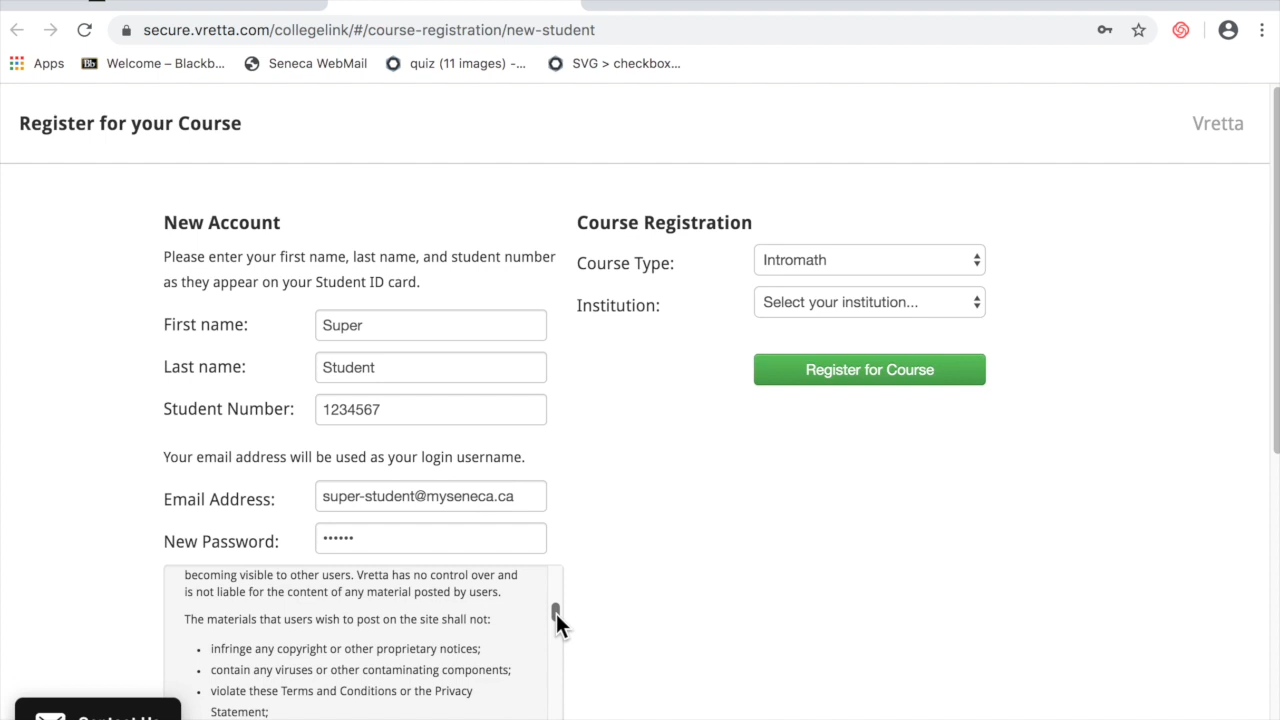 secure.vretta.com/collegelink/#/course-registration/new-student
Apps Welcome – Blackb... Seneca WebMail quiz (11 images) -... SVG > checkbox...
Register for your Course Vretta
New Account
Please enter your first name, last name, and student number
as they appear on your Student ID card.
First name: Super
Last name: Student
Student Number: 1234567
Your email address will be used as your login username.
Email Address: super-student@myseneca.ca
New Password: ••••••
becoming visible to other users. Vretta has no control over and
is not liable for the content of any material posted by users.
The materials that users wish to post on the site shall not:
• infringe any copyright or other proprietary notices;
• contain any viruses or other contaminating components;
• violate these Terms and Conditions or the Privacy
Statement;
Contact Us
Course Registration
Course Type: Intromath
Institution: Select your institution...
Register for Course